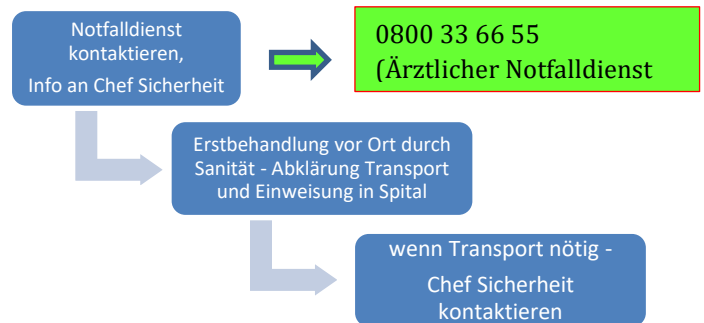 Notfalldienst
kontaktieren,
Info an Chef Sicherheit
0800 33 66 55
(Ärztlicher Notfalldienst
Erstbehandlung vor Ort durch
Sanität - Abklärung Transport
und Einweisung in Spital
wenn Transport nötig -
Chef Sicherheit
kontaktieren